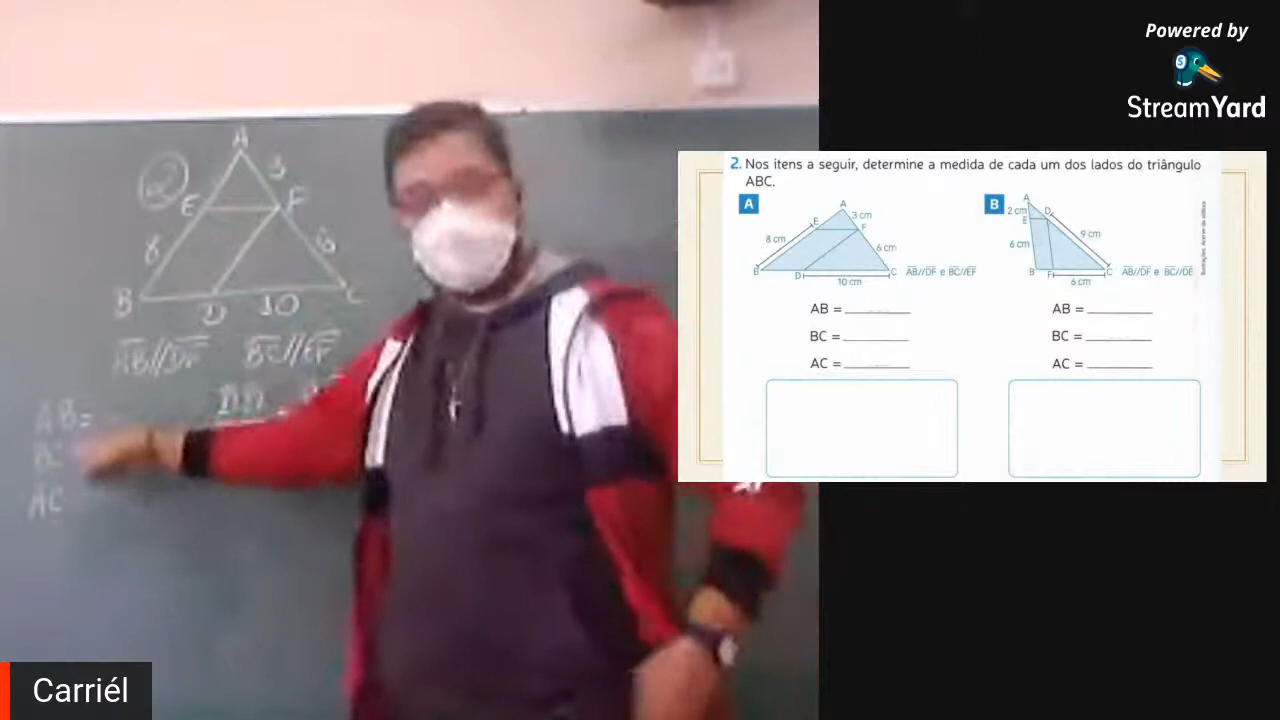 Powered by
StreamYard
2. Nos itens a seguir, determine a medida de cada um dos lados do triângulo
ABC.
A
A
3 cm
E
F
8 cm
6 cm
B
D
C
10 cm
AB//DF e BC//EF
AB =
BC =
AC =
B
A
2 cm
D
E
9 cm
6 cm
B
F
C
6 cm
AB//DF e BC//DE
AB =
BC =
AC =
A
3
E
F
8
6
B
D
10
C
AB//DF
BC//EF
AB=
BC
AC
Carriél